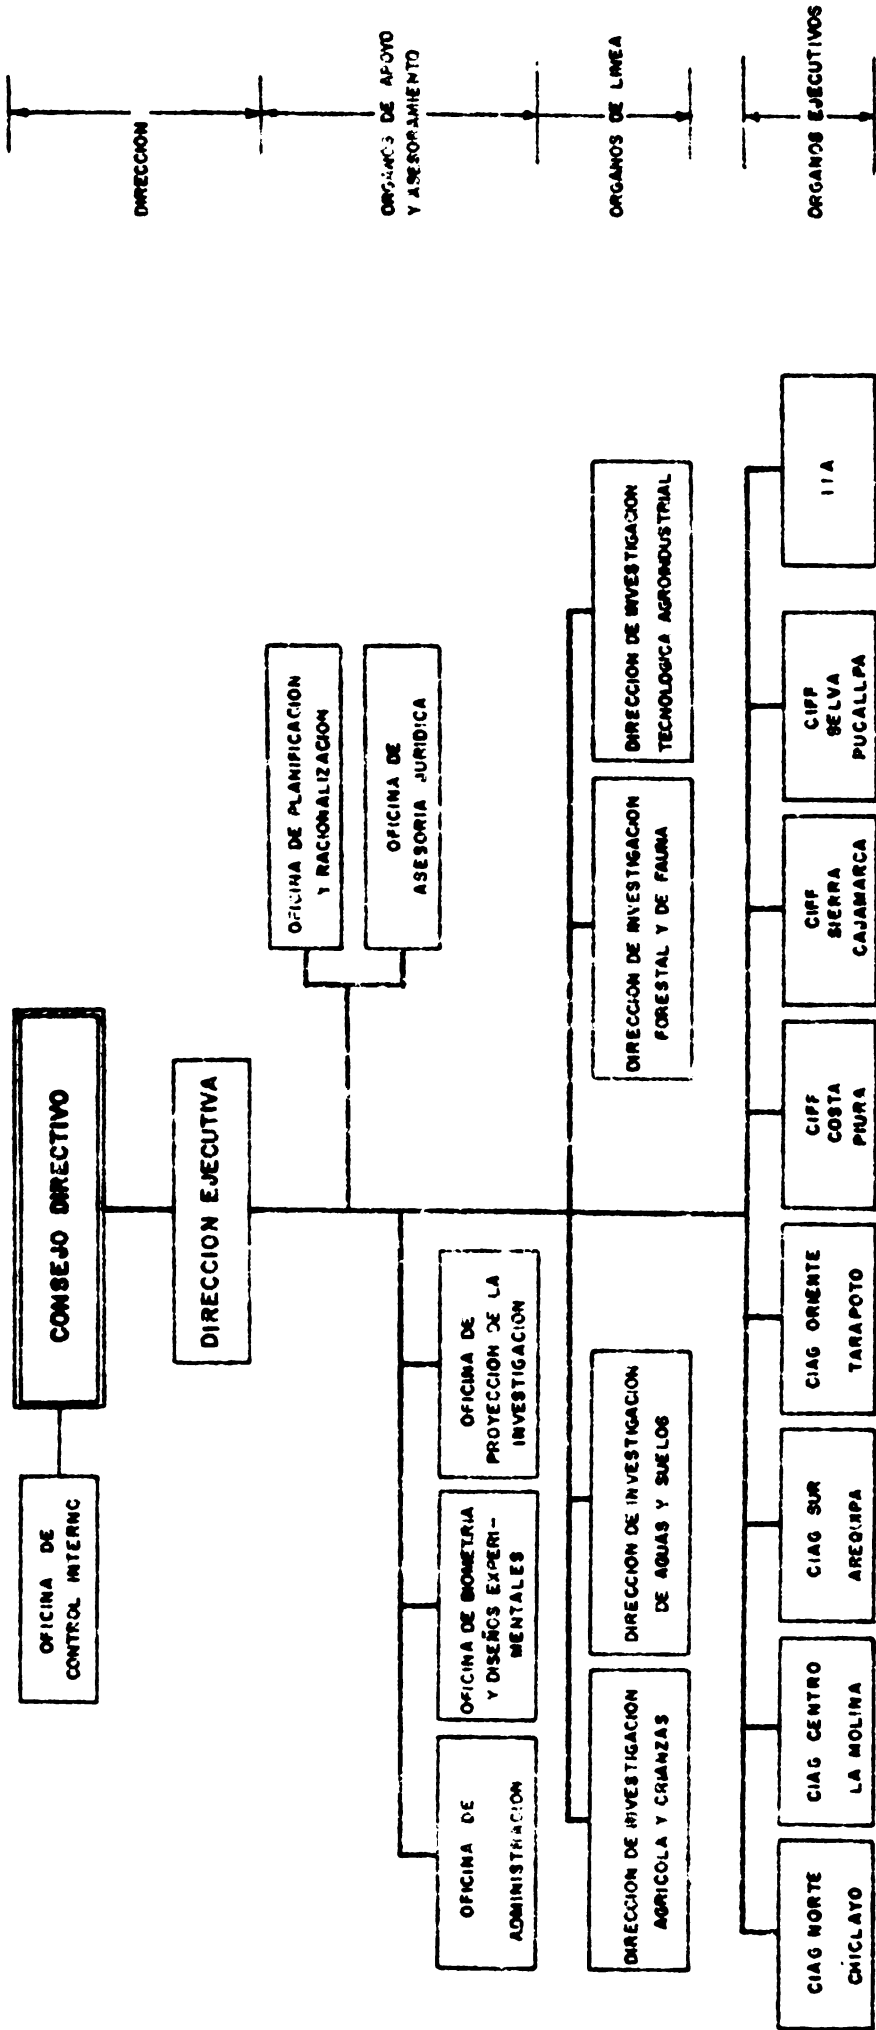 CONSEJO DIRECTIVO
OFICINA DE
CONTROL INTERNO
DIRECCION EJECUTIVA
DIRECCION
OFICINA DE PLANIFICACION
Y RACIONALIZACION
OFICINA DE
ASESORIA JURIDICA
ORGANOS DE APOYO
Y ASESORAMIENTO
OFICINA DE
ADMINISTRACION
OFICINA DE BIOMETRIA
Y DISEÑOS EXPERI-
MENTALES
OFICINA DE
PROYECCION DE LA
INVESTIGACION
DIRECCION DE INVESTIGACION
AGRICOLA Y CRIANZAS
DIRECCION DE INVESTIGACION
DE AGUAS Y SUELOS
DIRECCION DE INVESTIGACION
FORESTAL Y DE FAUNA
DIRECCION DE INVESTIGACION
TECNOLOGICA AGROINDUSTRIAL
ORGANOS DE LINEA
CIAG NORTE
CHICLAYO
CIAG CENTRO
LA MOLINA
CIAG SUR
AREQUIPA
CIAG ORIENTE
TARAPOTO
CIFF
COSTA
PIURA
CIFF
SIERRA
CAJAMARCA
CIFF
SELVA
PUCALLPA
IIA
ORGANOS EJECUTIVOS